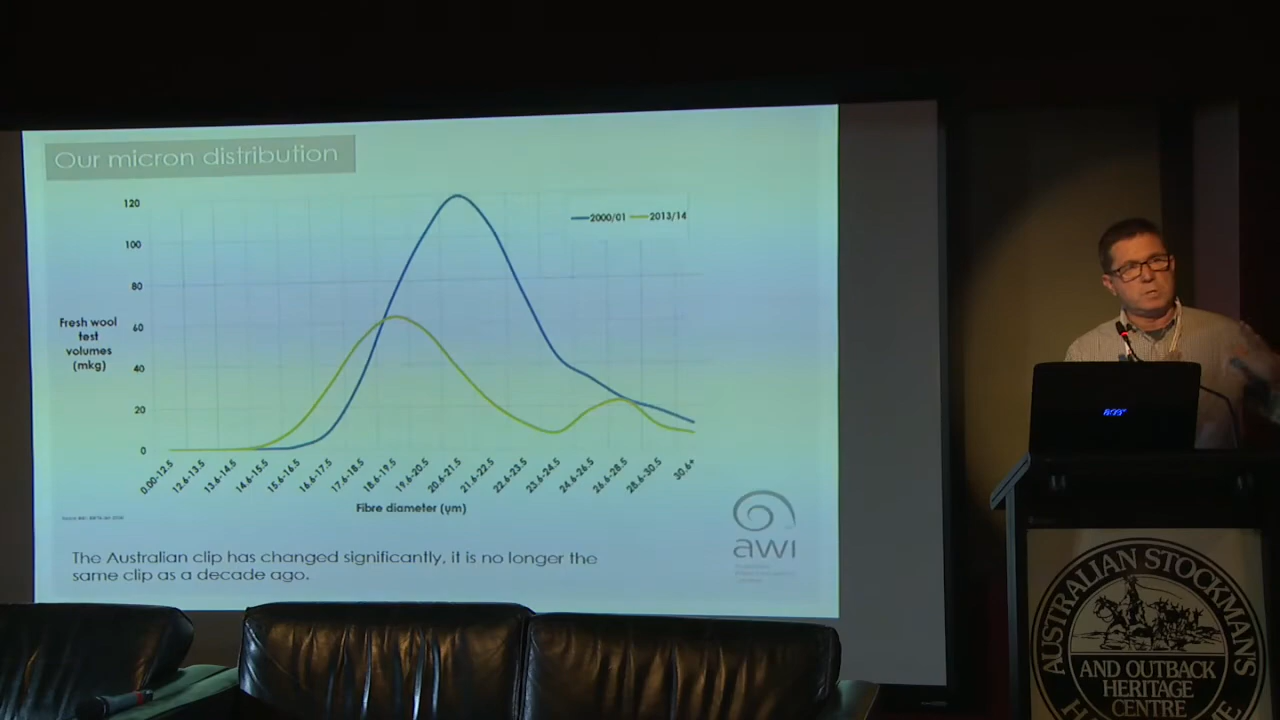 Our micron distribution
120
100
80
60
40
20
0
Fresh wool
test
volumes
(mkg)
2000/01
2013/14
0.00-12.5
12.6-13.5
13.6-14.5
14.6-15.5
15.6-16.5
16.6-17.5
17.6-18.5
18.6-19.5
19.6-20.5
20.6-21.5
21.6-22.5
22.6-23.5
23.6-24.5
24.6-26.5
26.6-28.5
28.6-30.5
30.6+
Fibre diameter (µm)
The Australian clip has changed significantly, it is no longer the
same clip as a decade ago.
awi
acer
AUSTRALIAN STOCKMAN'S
AND OUTBACK
HERITAGE
CENTRE